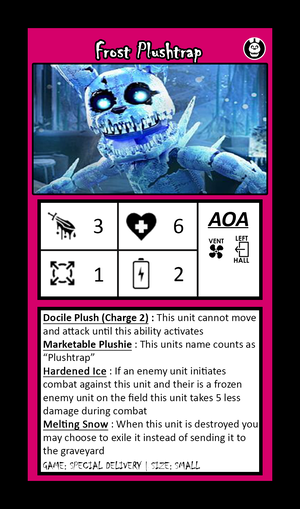 Frost Plushtrap
3
6
AOA
VENT
LEFT
HALL
1
2
Docile Plush (Charge 2) : This unit cannot move
and attack until this ability activates
Marketable Plushie : This units name counts as
“Plushtrap”
Hardened Ice : If an enemy unit initiates
combat against this unit and their is a frozen
enemy unit on the field this unit takes 5 less
damage during combat
Melting Snow : When this unit is destroyed you
may choose to exile it instead of sending it to
the graveyard
GAME: SPECIAL DELIVERY | SIZE: SMALL